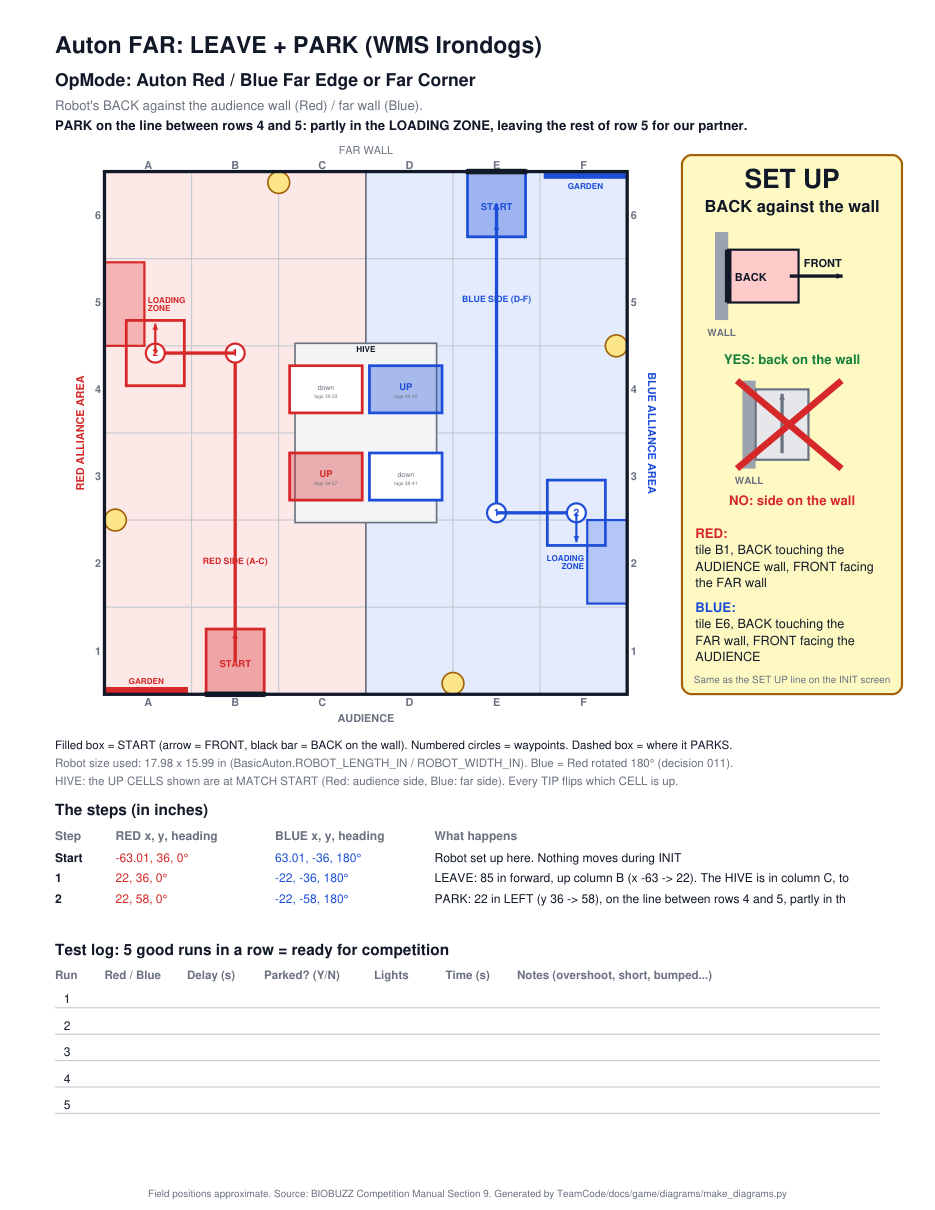 Auton FAR: LEAVE + PARK (WMS Irondogs)
OpMode: Auton Red / Blue Far Edge or Far Corner
Robot's BACK against the audience wall (Red) / far wall (Blue).
PARK on the line between rows 4 and 5: partly in the LOADING ZONE, leaving the rest of row 5 for our partner.
FAR WALL
A B C D E F
GARDEN
START
6 6
5 5
LOADING
ZONE
BLUE SIDE (D-F)
HIVE
2 1
4 4
down
tags 30-33
UP
tags 42-45
RED ALLIANCE AREA
BLUE ALLIANCE AREA
3 3
UP
tags 34-37
down
tags 38-41
1 2
LOADING
ZONE
2 2
RED SIDE (A-C)
1 1
START
GARDEN
A B C D E F
AUDIENCE
SET UP
BACK against the wall
BACK
FRONT
WALL
YES: back on the wall
WALL
NO: side on the wall
RED:
tile B1, BACK touching the
AUDIENCE wall, FRONT facing
the FAR wall
BLUE:
tile E6, BACK touching the
FAR wall, FRONT facing the
AUDIENCE
Same as the SET UP line on the INIT screen
Filled box = START (arrow = FRONT, black bar = BACK on the wall). Numbered circles = waypoints. Dashed box = where it PARKS.
Robot size used: 17.98 x 15.99 in (BasicAuton.ROBOT_LENGTH_IN / ROBOT_WIDTH_IN). Blue = Red rotated 180° (decision 011).
HIVE: the UP CELLS shown are at MATCH START (Red: audience side, Blue: far side). Every TIP flips which CELL is up.
The steps (in inches)
Step RED x, y, heading BLUE x, y, heading What happens
Start -63.01, 36, 0° 63.01, -36, 180° Robot set up here. Nothing moves during INIT
1 22, 36, 0° -22, -36, 180° LEAVE: 85 in forward, up column B (x -63 -> 22). The HIVE is in column C, to
2 22, 58, 0° -22, -58, 180° PARK: 22 in LEFT (y 36 -> 58), on the line between rows 4 and 5, partly in th
Test log: 5 good runs in a row = ready for competition
Run Red / Blue Delay (s) Parked? (Y/N) Lights Time (s) Notes (overshoot, short, bumped...)
1
2
3
4
5
Field positions approximate. Source: BIOBUZZ Competition Manual Section 9. Generated by TeamCode/docs/game/diagrams/make_diagrams.py